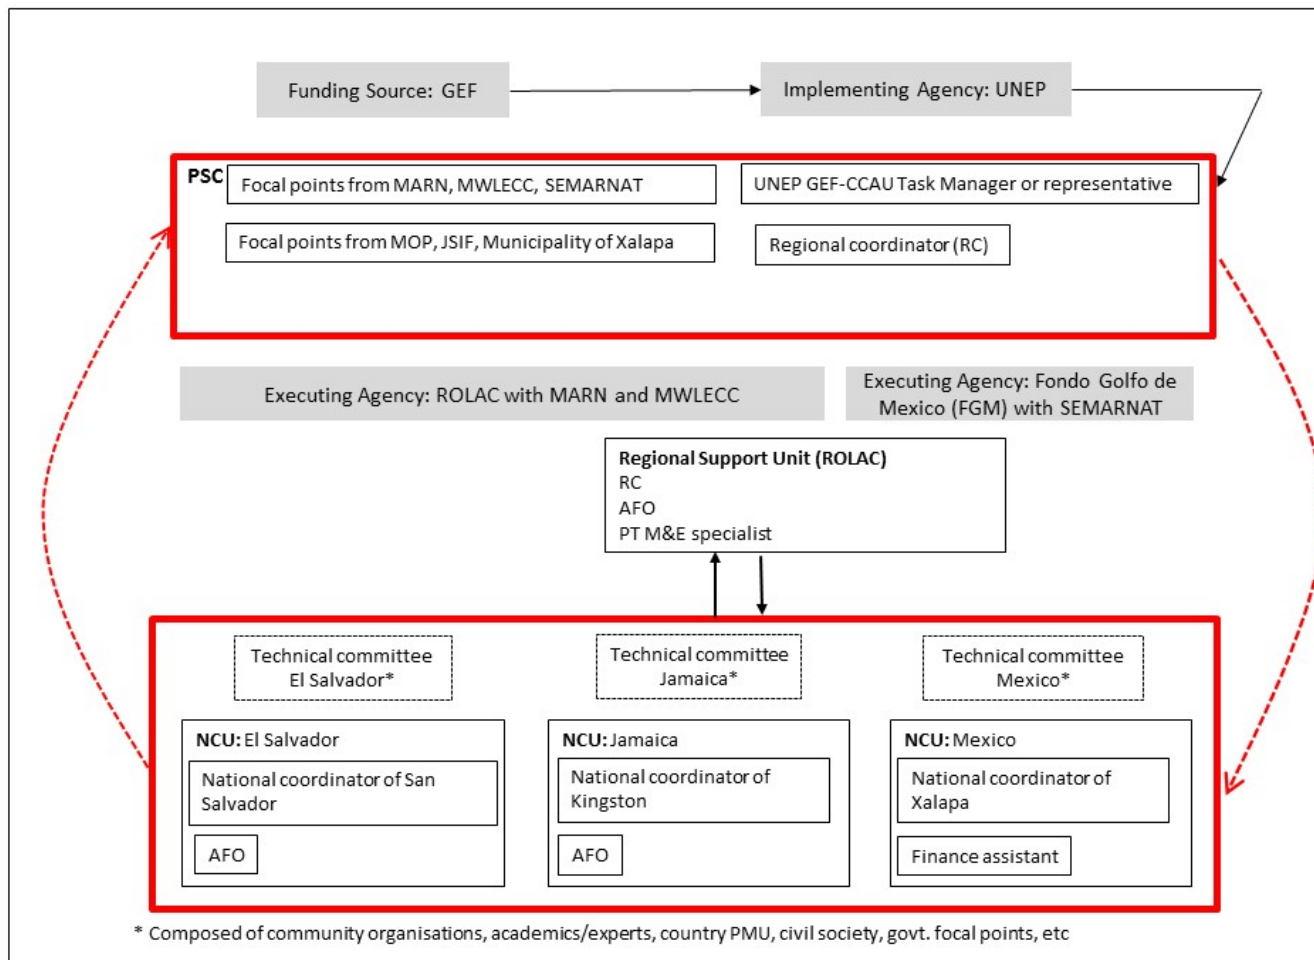 Funding Source: GEF
Implementing Agency: UNEP
PSC
Focal points from MARN, MWLECC, SEMARNAT
UNEP GEF-CCAU Task Manager or representative
Focal points from MOP, JSIF, Municipality of Xalapa
Regional coordinator (RC)
Executing Agency: ROLAC with MARN and MWLECC
Executing Agency: Fondo Golfo de
Mexico (FGM) with SEMARNAT
Regional Support Unit (ROLAC)
RC
AFO
PT M&E specialist
Technical committee
El Salvador*
Technical committee
Jamaica*
Technical committee
Mexico*
NCU: El Salvador
National coordinator of San
Salvador
AFO
NCU: Jamaica
National coordinator of
Kingston
AFO
NCU: Mexico
National coordinator of
Xalapa
Finance assistant
* Composed of community organisations, academics/experts, country PMU, civil society, govt. focal points, etc